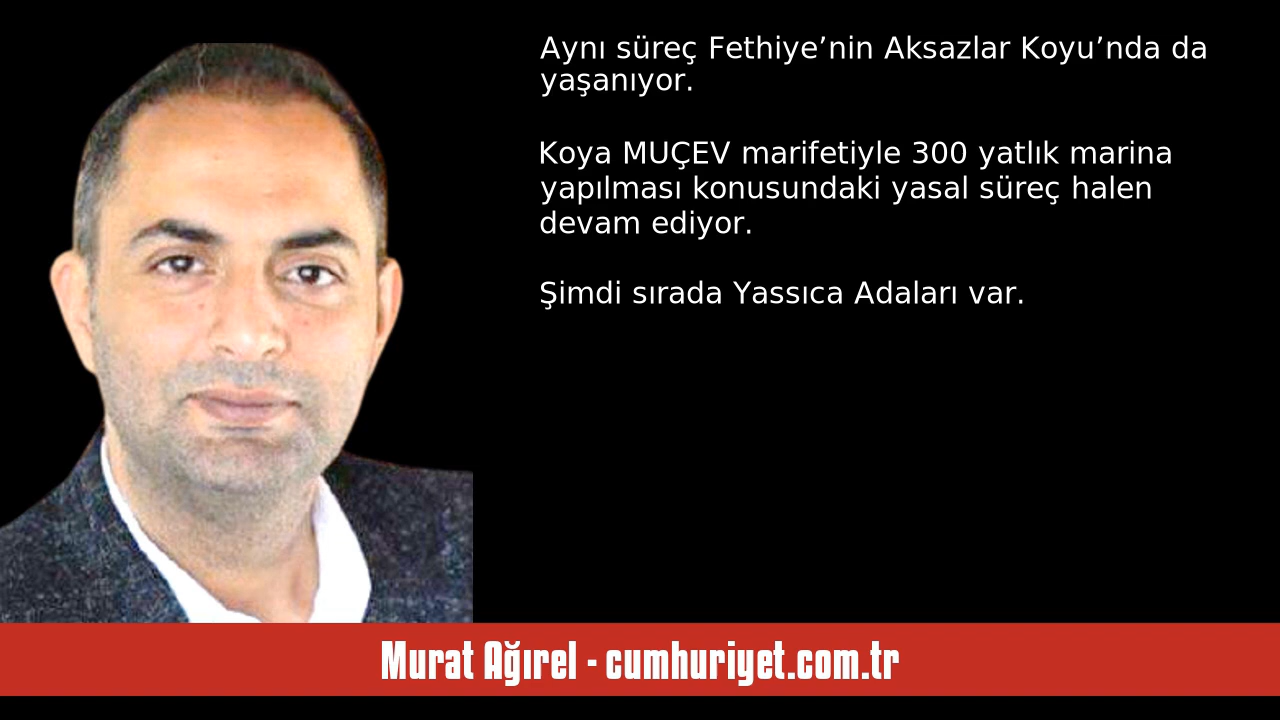 Aynı süreç Fethiye’nin Aksazlar Koyu’nda da
yaşanıyor.
Koya MUÇEV marifetiyle 300 yatlık marina
yapılması konusundaki yasal süreç halen
devam ediyor.
Şimdi sırada Yassıca Adaları var.
Murat Ağırel - cumhuriyet.com.tr